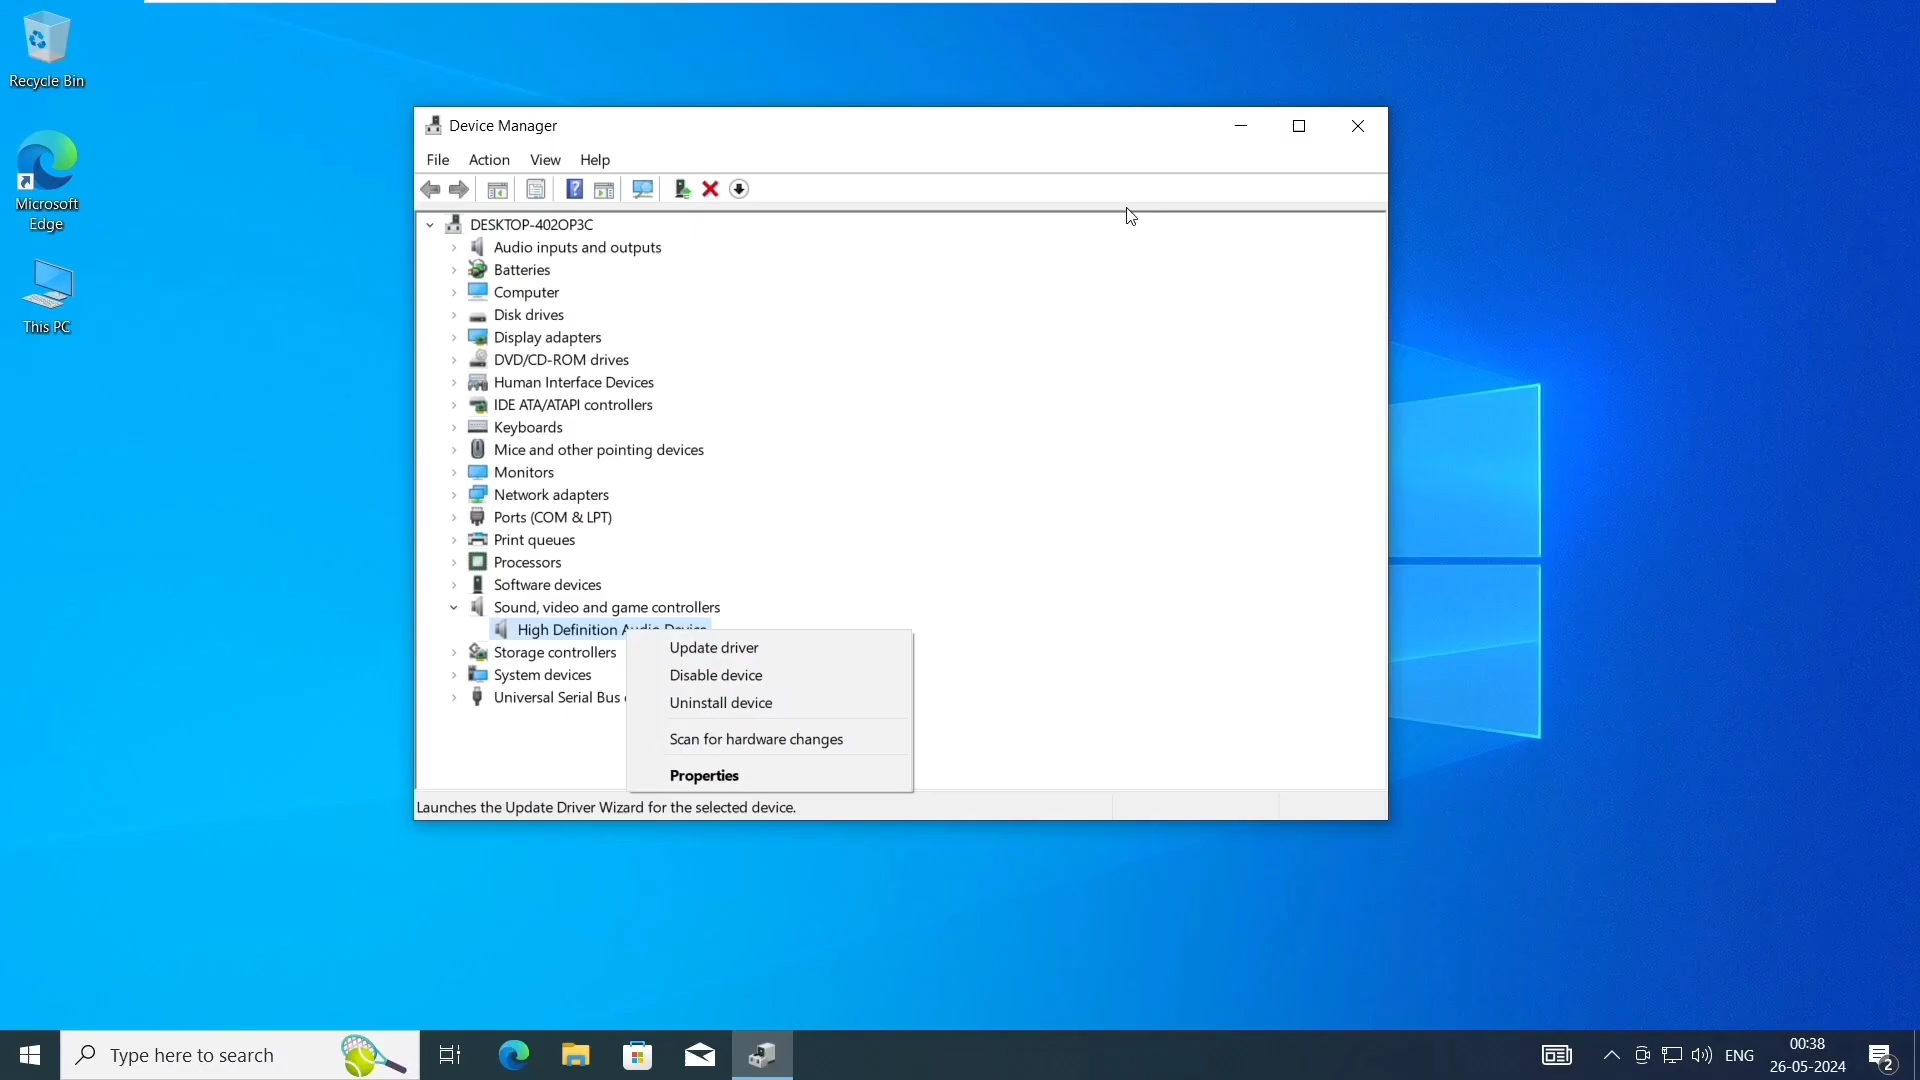 Recycle Bin
Microsoft
Edge
This PC
Device Manager
File Action View Help
DESKTOP-402OP3C
Audio inputs and outputs
Batteries
Computer
Disk drives
Display adapters
DVD/CD-ROM drives
Human Interface Devices
IDE ATA/ATAPI controllers
Keyboards
Mice and other pointing devices
Monitors
Network adapters
Ports (COM & LPT)
Print queues
Processors
Software devices
Sound, video and game controllers
High Definition Audio Device
Storage controllers
System devices
Universal Serial Bus
Update driver
Disable device
Uninstall device
Scan for hardware changes
Properties
Launches the Update Driver Wizard for the selected device.
Type here to search
ENG
00:38
26-05-2024
2